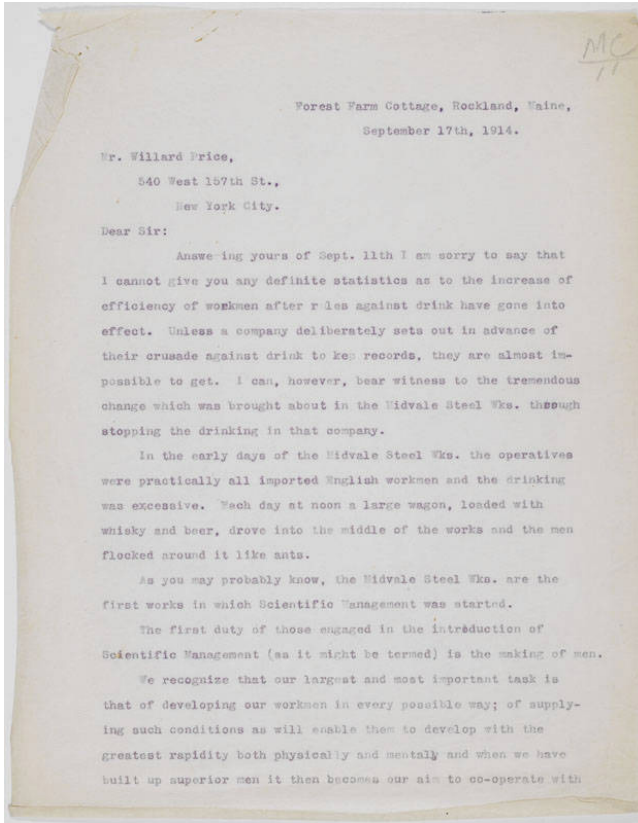 MC
11
Forest Farm Cottage, Rockland, Maine,
September 17th, 1914.
Mr. Willard Price,
540 West 157th St.,
New York City.
Dear Sir:
Answe ing yours of Sept. 11th I am sorry to say that
I cannot give you any definite statistics as to the increase of
efficiency of workmen after r les against drink have gone into
effect. Unless a company deliberately sets out in advance of
their crusade against drink to kep records, they are almost im-
possible to get. I can, however, bear witness to the tremendous
change which was brought about in the Midvale Steel Wks. through
stopping the drinking in that company.
In the early days of the Midvale Steel Wks. the operatives
were practically all imported English workmen and the drinking
was excessive. Each day at noon a large wagon, loaded with
whisky and beer, drove into the middle of the works and the men
flocked around it like ants.
As you may probably know, the Midvale Steel Wks. are the
first works in which Scientific Management was started.
The first duty of those engaged in the introduction of
Scientific Management (as it might be termed) is the making of men.
We recognize that our largest and most important task is
that of developing our workmen in every possible way; of supply-
ing such conditions as will enable them to develop with the
greatest rapidity both physically and mentally and when we have
built up superior men it then becomes our aim to co-operate with